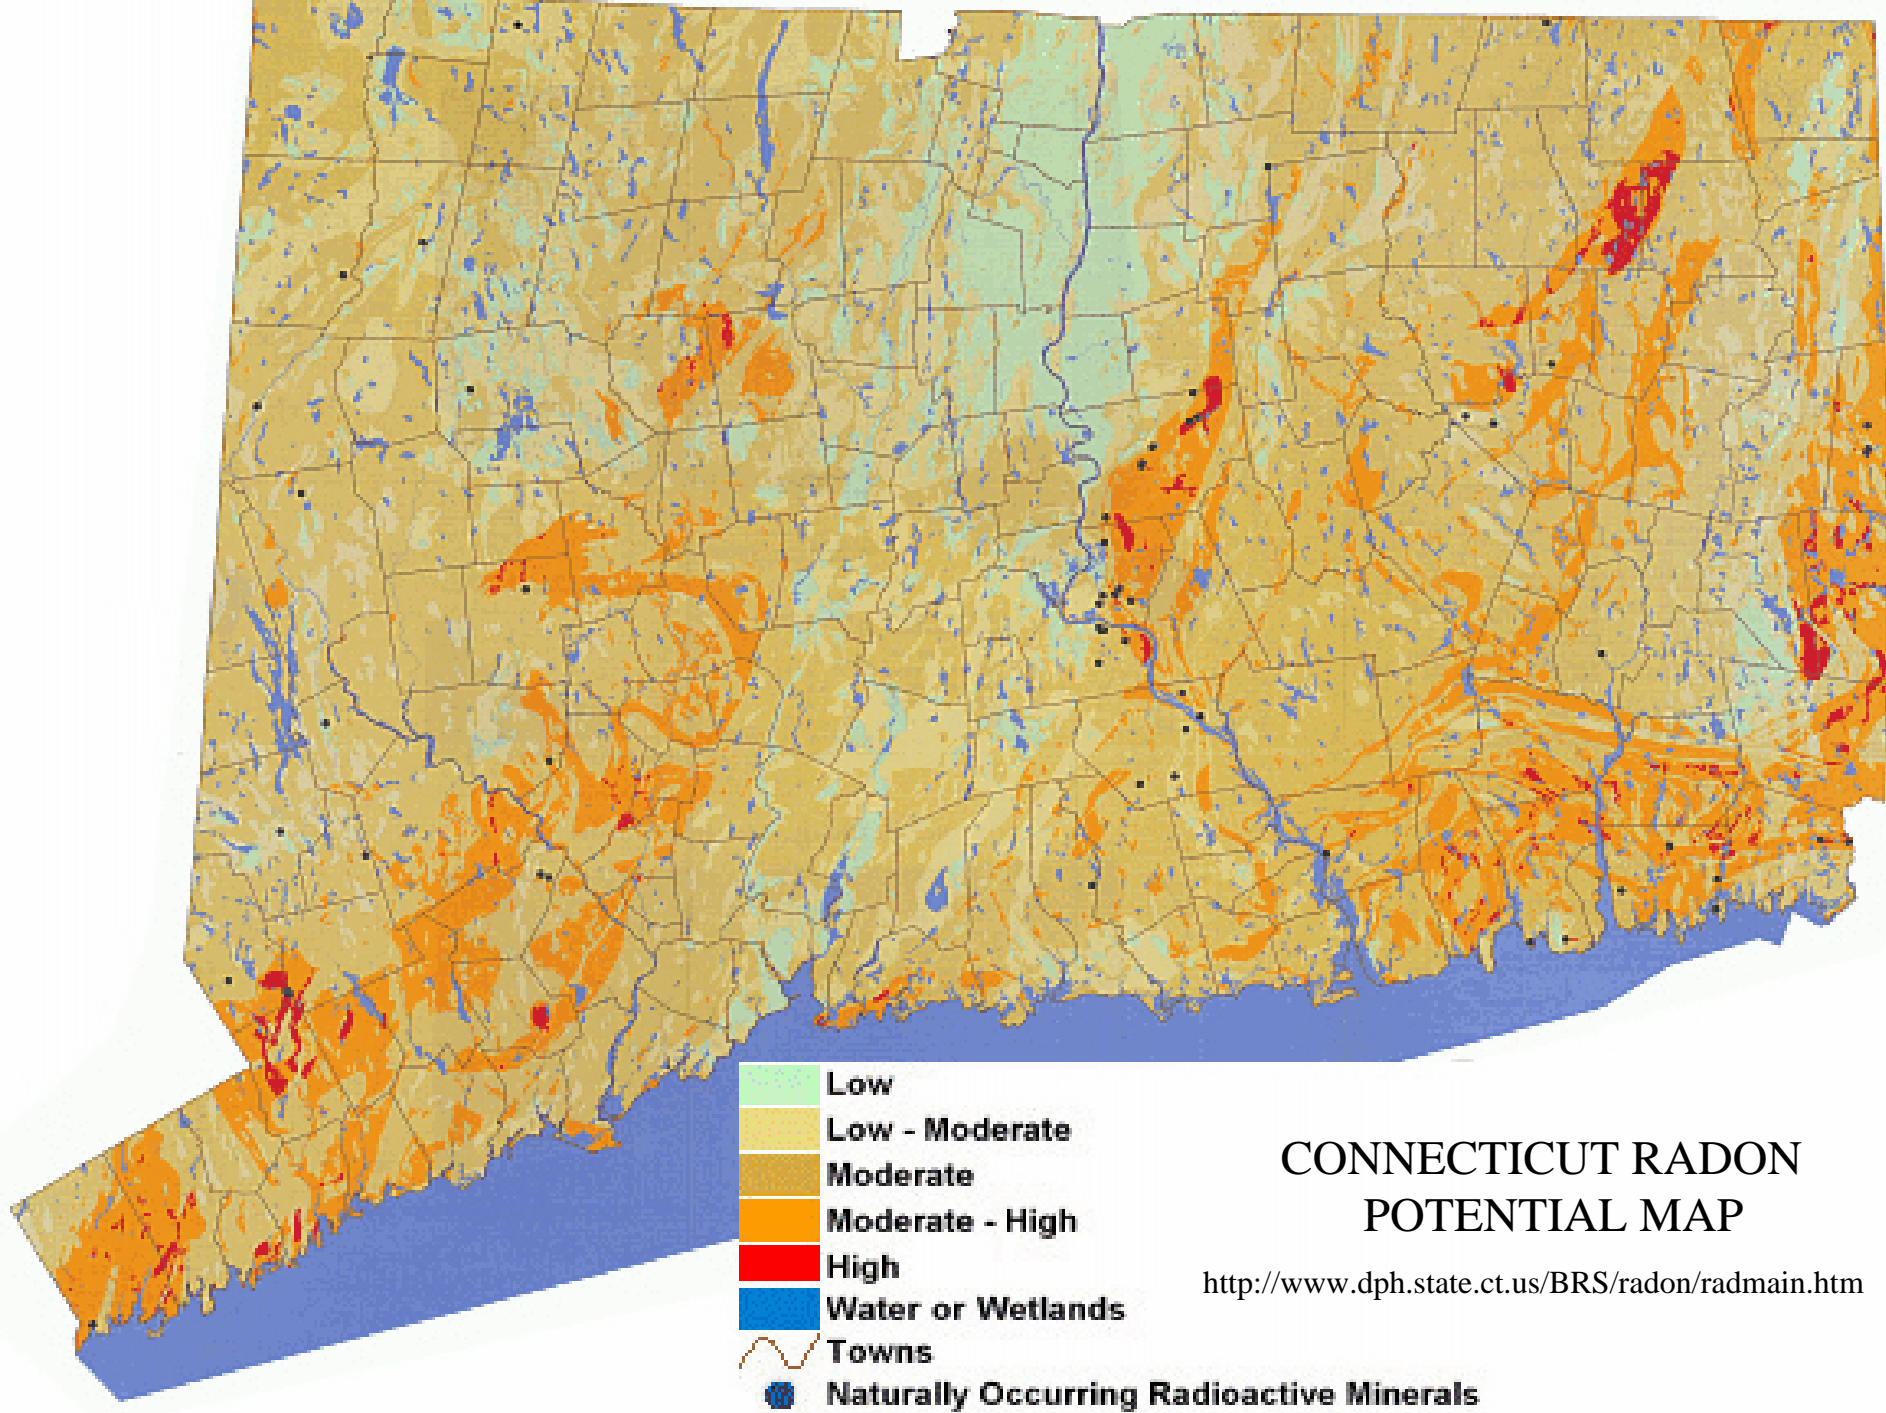 Low
Low - Moderate
Moderate
Moderate - High
High
Water or Wetlands
Towns
Naturally Occurring Radioactive Minerals
CONNECTICUT RADON
POTENTIAL MAP
http://www.dph.state.ct.us/BRS/radon/radmain.htm